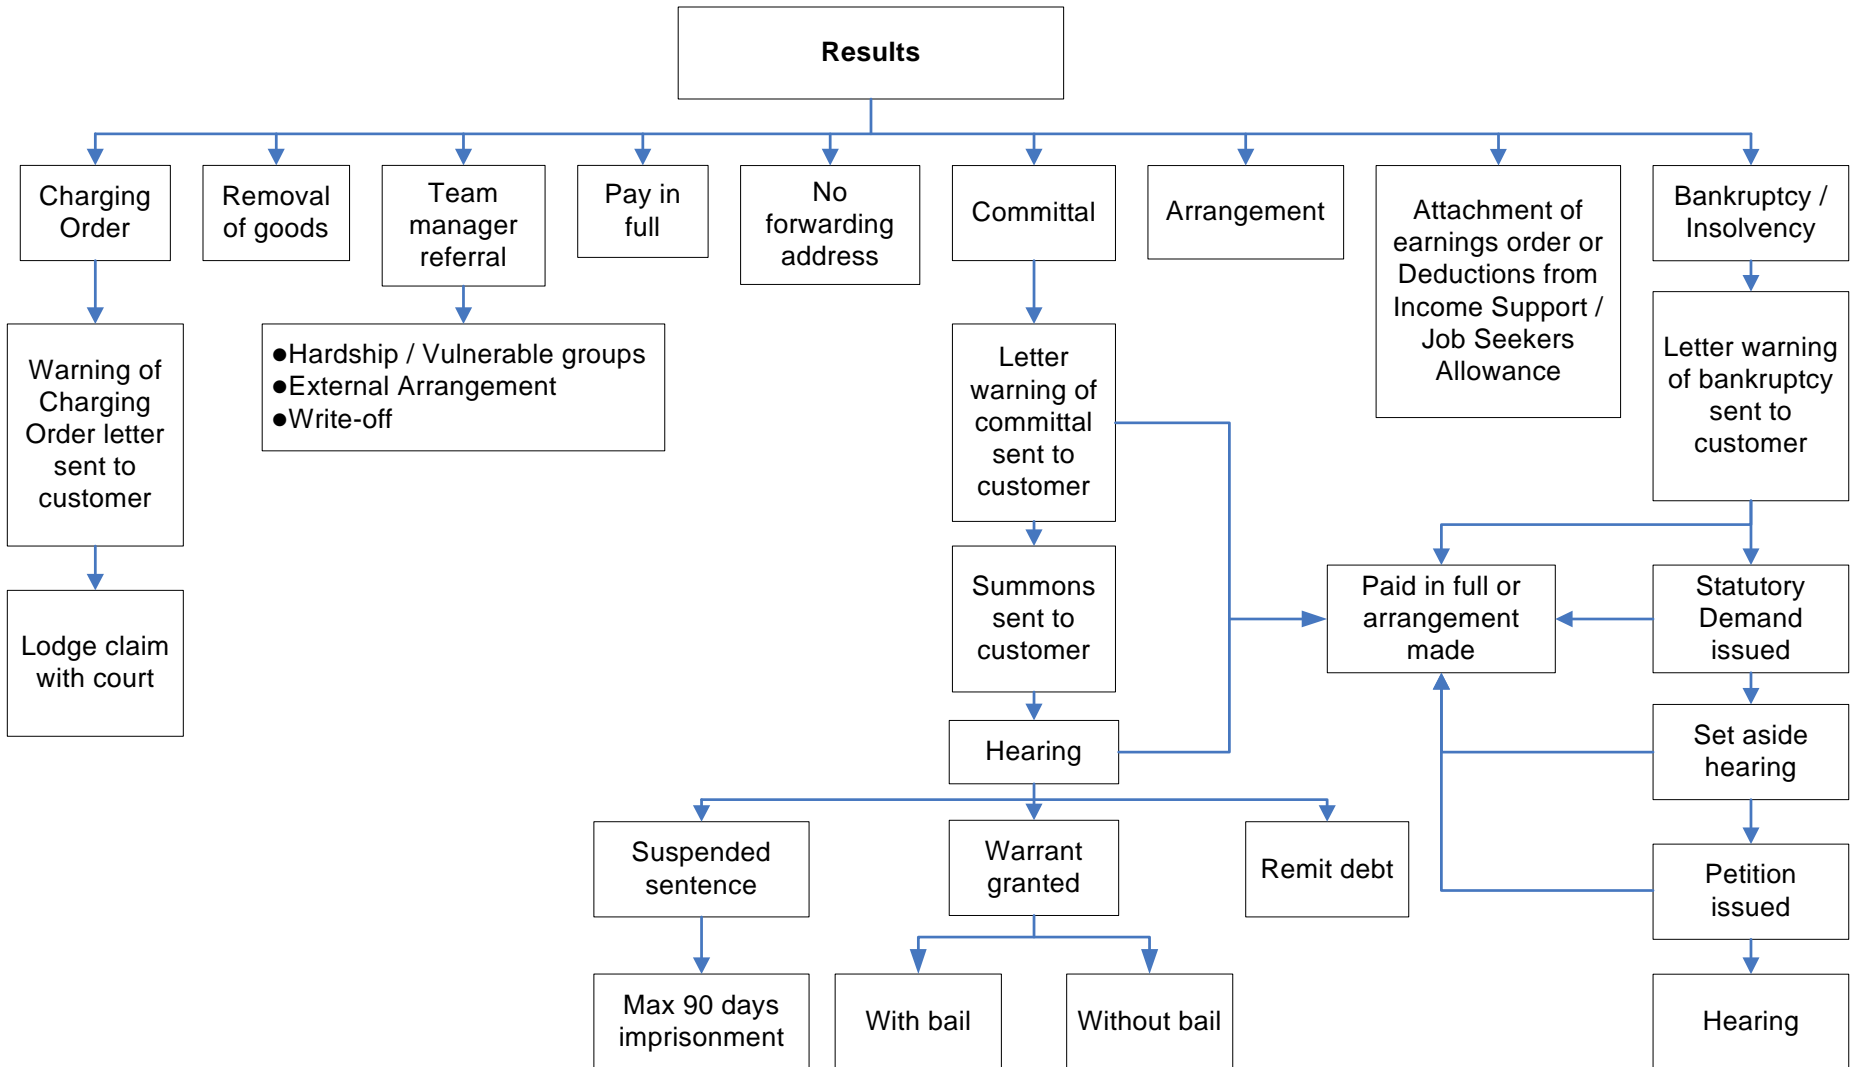 Results
Charging
Order
Removal
of goods
Team
manager
referral
Pay in
full
No
forwarding
address
Committal
Arrangement
Attachment of
earnings order or
Deductions from
Income Support /
Job Seekers
Allowance
Bankruptcy /
Insolvency
Warning of
Charging
Order letter
sent to
customer
●Hardship / Vulnerable groups
●External Arrangement
●Write-off
Letter
warning of
committal
sent to
customer
Letter warning
of bankruptcy
sent to
customer
Lodge claim
with court
Summons
sent to
customer
Paid in full or
arrangement
made
Statutory
Demand
issued
Hearing
Set aside
hearing
Suspended
sentence
Warrant
granted
Remit debt
Petition
issued
Max 90 days
imprisonment
With bail
Without bail
Hearing